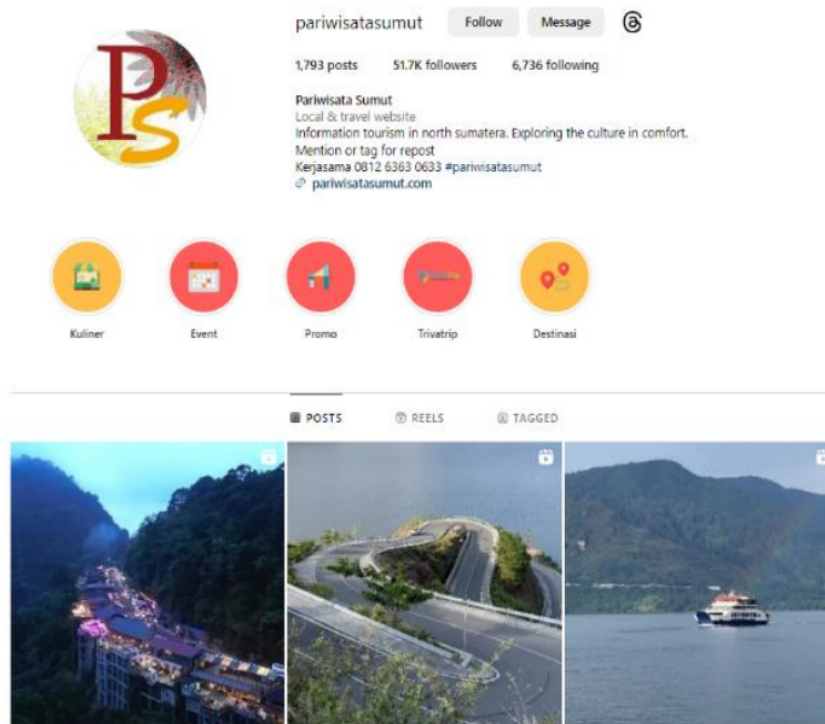 pariwisatasumut Follow Message
1,793 posts 51.7K followers 6,736 following
Pariwisata Sumut
Local & travel website
Information tourism in north sumatera. Exploring the culture in comfort.
Mention or tag for repost
Kerjasama 0812 6363 0633 #pariwisatasumut
pariwisatasumut.com
PS
Kuliner Event Promo Trivatrip Destinasi
POSTS REELS TAGGED